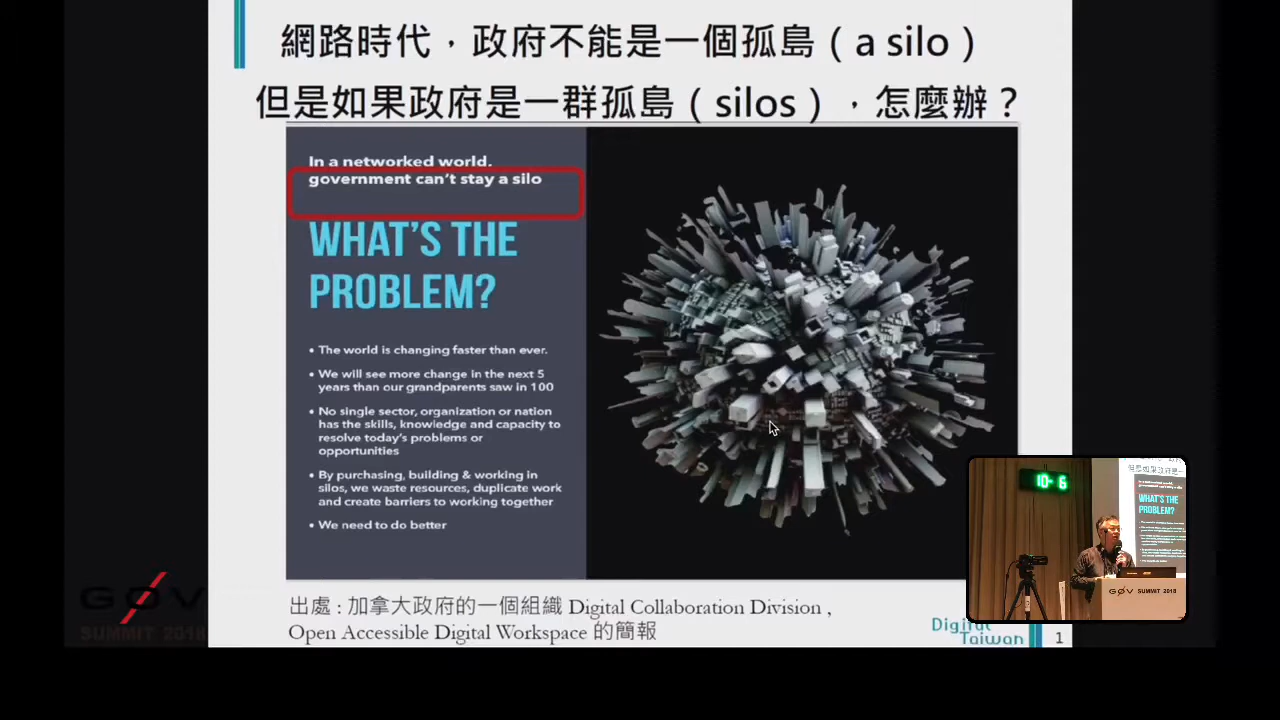 網路時代，政府不能是一個孤島（a silo）
但是如果政府是一群孤島（silos），怎麼辦？
In a networked world,
government can't stay a silo
WHAT'S THE
PROBLEM?
• The world is changing faster than ever.
• We will see more change in the next 5
years than our grandparents saw in 100
• No single sector, organization or nation
has the skills, knowledge and capacity to
resolve today's problems or
opportunities
• By purchasing, building & working in
silos, we waste resources, duplicate work
and create barriers to working together
• We need to do better
出處 : 加拿大政府的一個組織 Digital Collaboration Division ,
Open Accessible Digital Workspace 的簡報
Digital
Taiwan
1
GØV
SUMMIT 2018
WHAT'S THE
PROBLEM?
GØV SUMMIT 2018